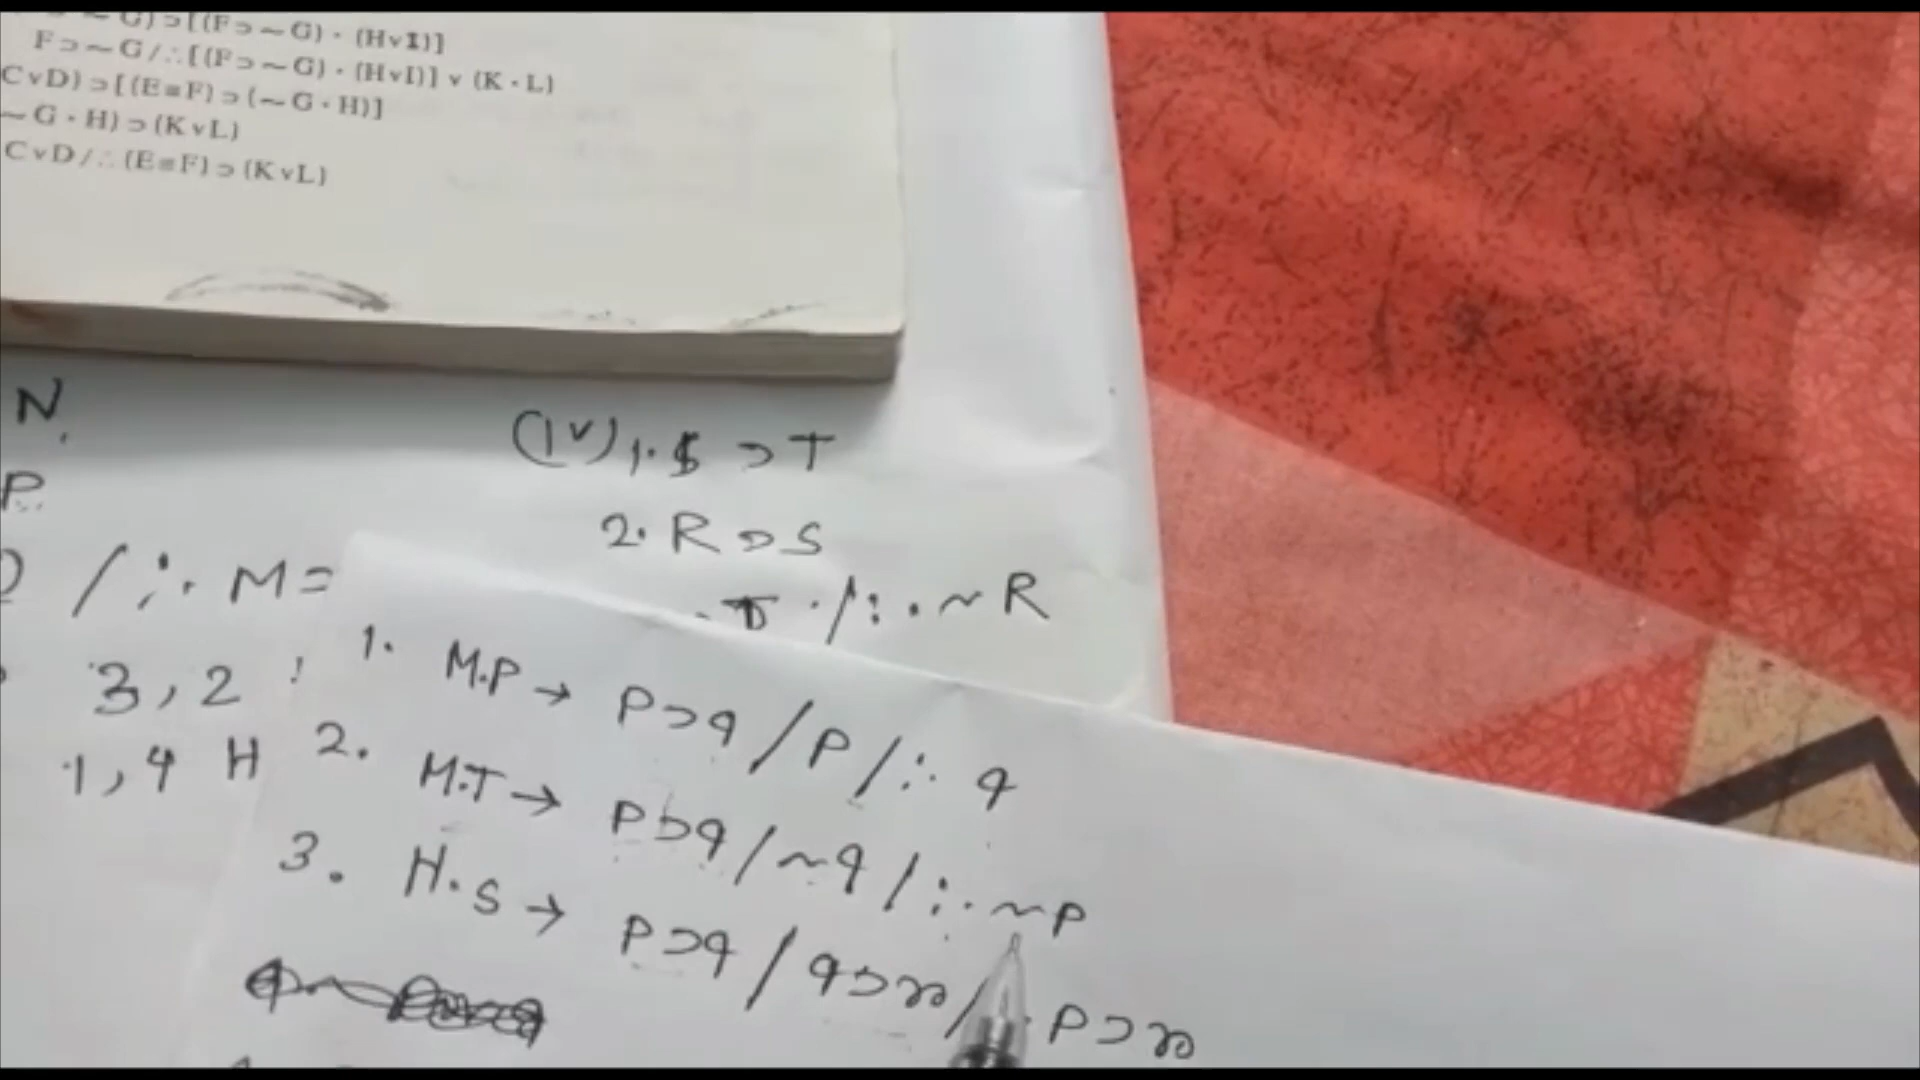 G) ⊃ [(F ⊃ ~ G) · (H v I)]
F ⊃ ~ G / ∴ [(F ⊃ ~ G) · (H v I)] v (K · L)
C v D) ⊃ [(E ≡ F) ⊃ (~ G · H)]
~ G · H) ⊃ (K v L)
C v D / ∴ (E ≡ F) ⊃ (K v L)
N
P
/ ∴ M ⊃
3, 2
1, 4 H
(IV) 1. S ⊃ T
2. R ⊃ S
T / ∴ ~ R
1. M.P → P ⊃ q / P / ∴ q
2. M.T → P ⊃ q / ~ q / ∴ ~ P
3. H.S → P ⊃ q / q ⊃ r / P ⊃ r